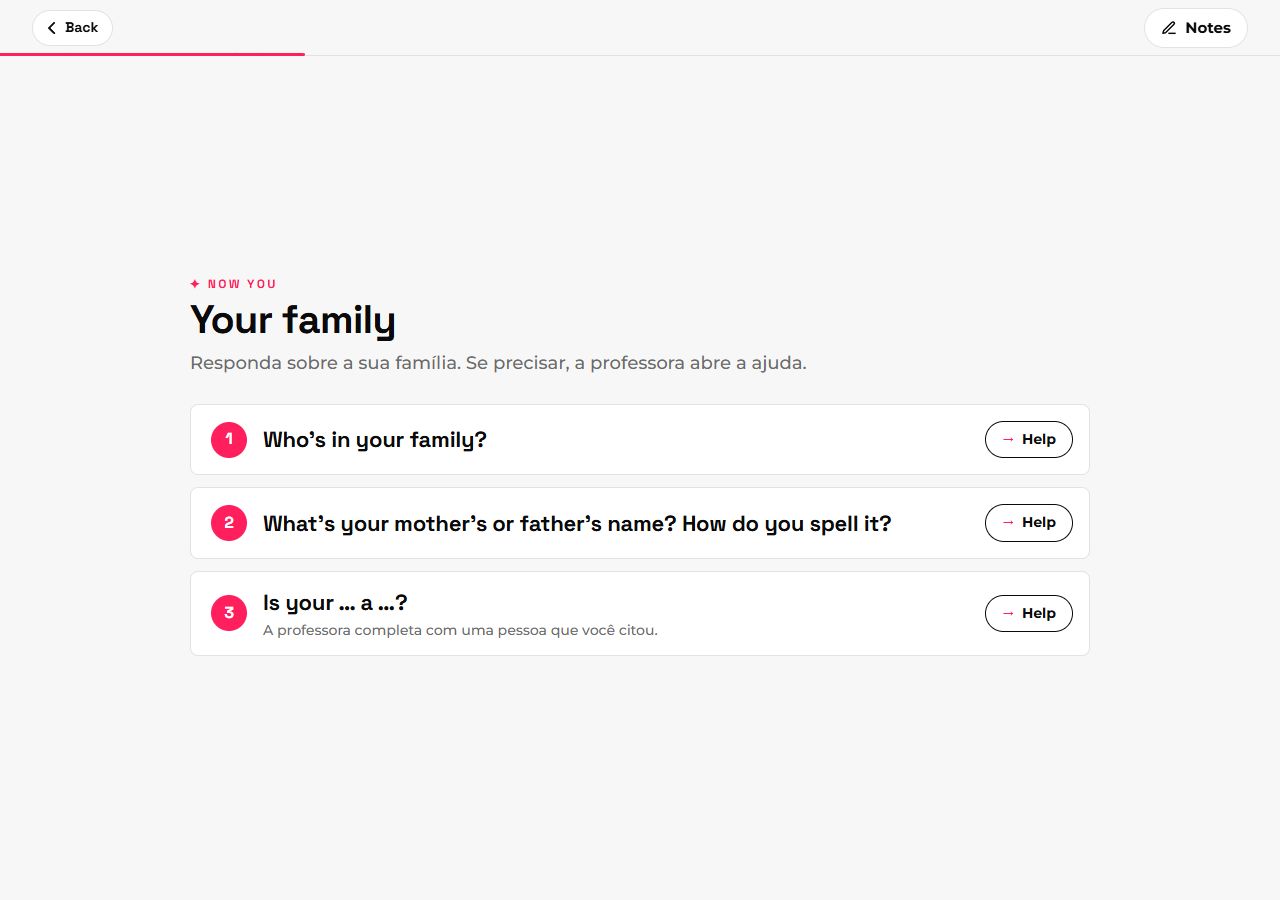 Back
Notes
✦ NOW YOU
Your family
Responda sobre a sua família. Se precisar, a professora abre a ajuda.
1 Who’s in your family? → Help
2 What’s your mother’s or father’s name? How do you spell it? → Help
3 Is your ... a ...? → Help
A professora completa com uma pessoa que você citou.